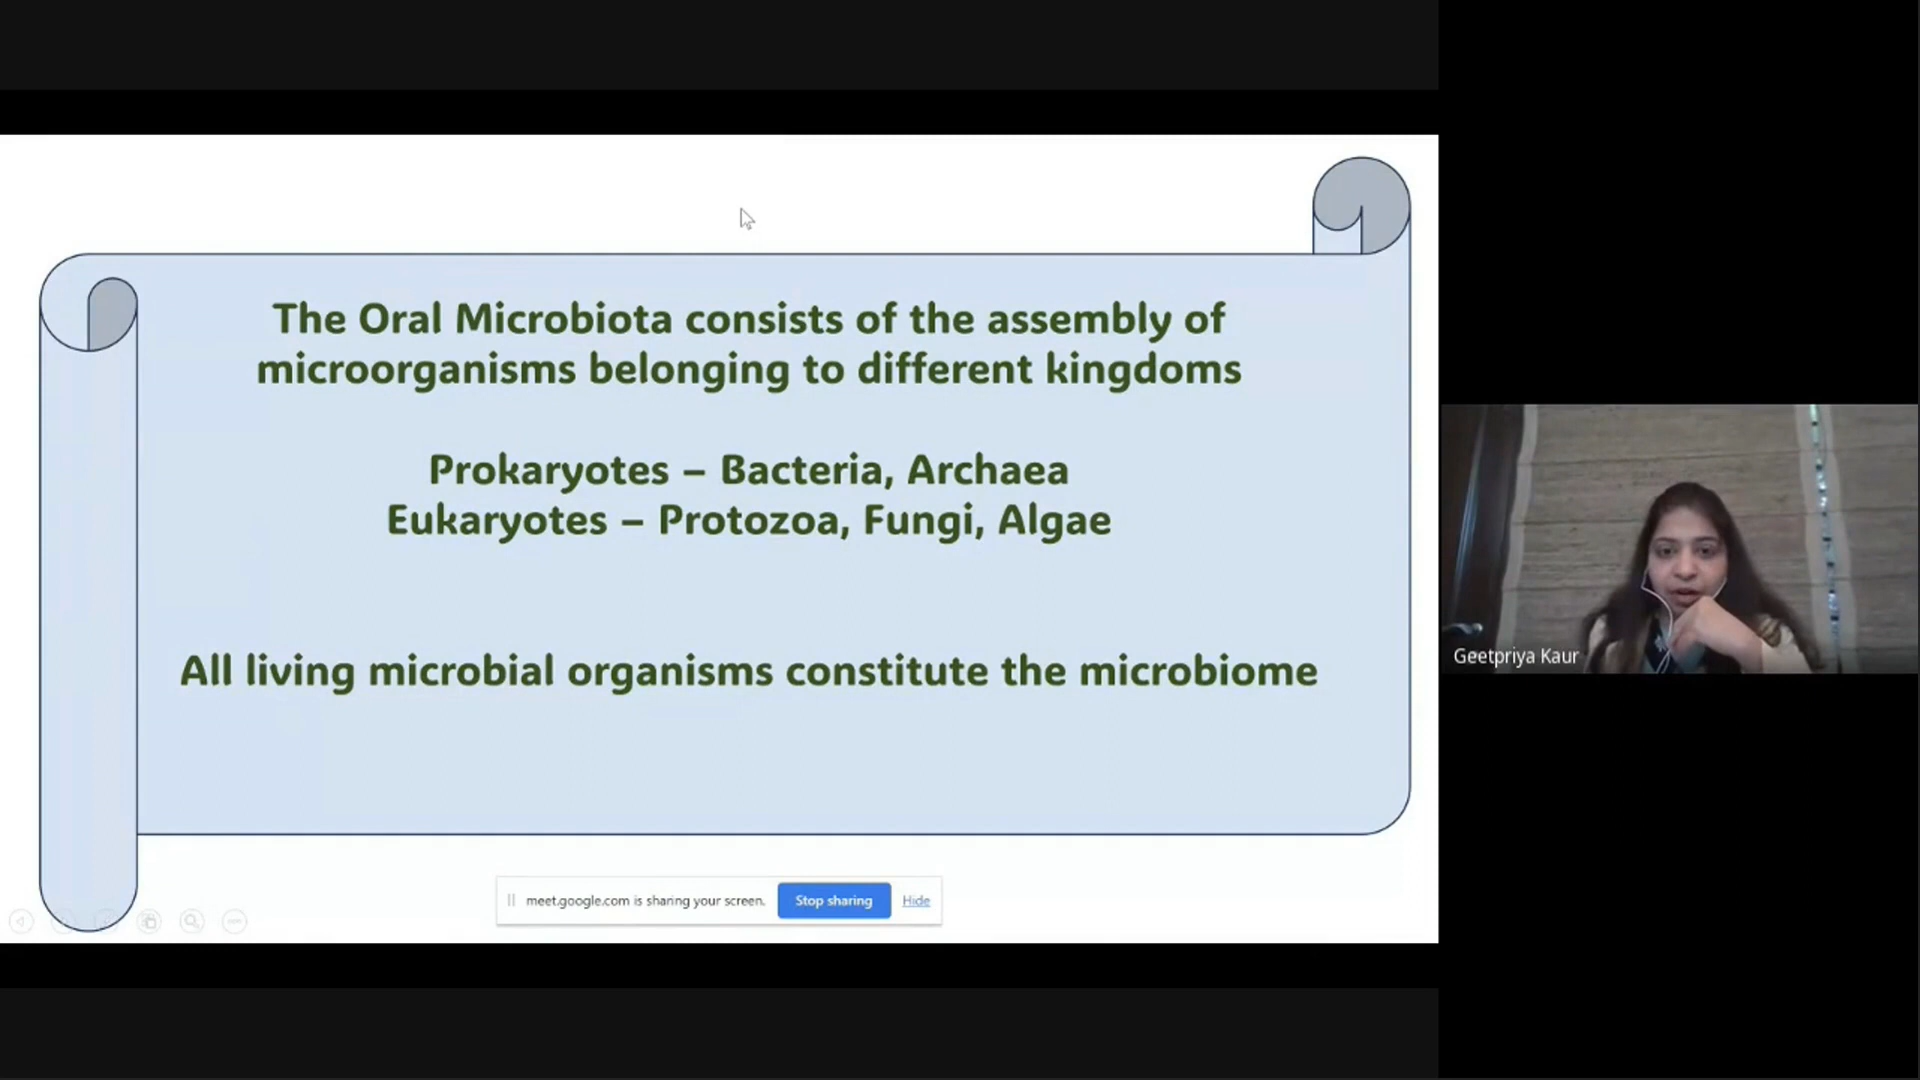 The Oral Microbiota consists of the assembly of
microorganisms belonging to different kingdoms
Prokaryotes – Bacteria, Archaea
Eukaryotes – Protozoa, Fungi, Algae
All living microbial organisms constitute the microbiome
meet.google.com is sharing your screen. Stop sharing Hide
Geetpriya Kaur